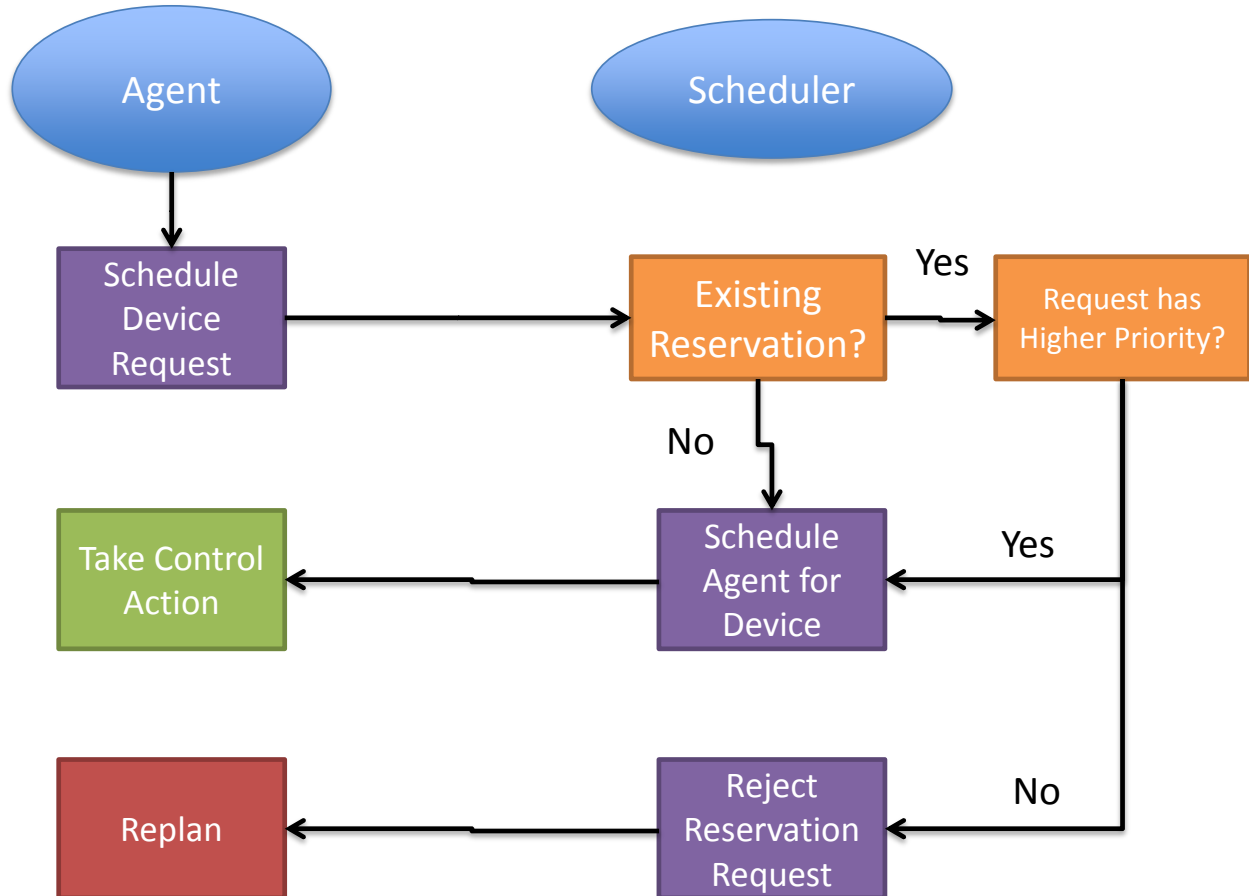 Agent
Scheduler
Schedule
Device
Request
Existing
Reservation?
Yes
Request has
Higher Priority?
No
Take Control
Action
Schedule
Agent for
Device
Yes
Replan
Reject
Reservation
Request
No